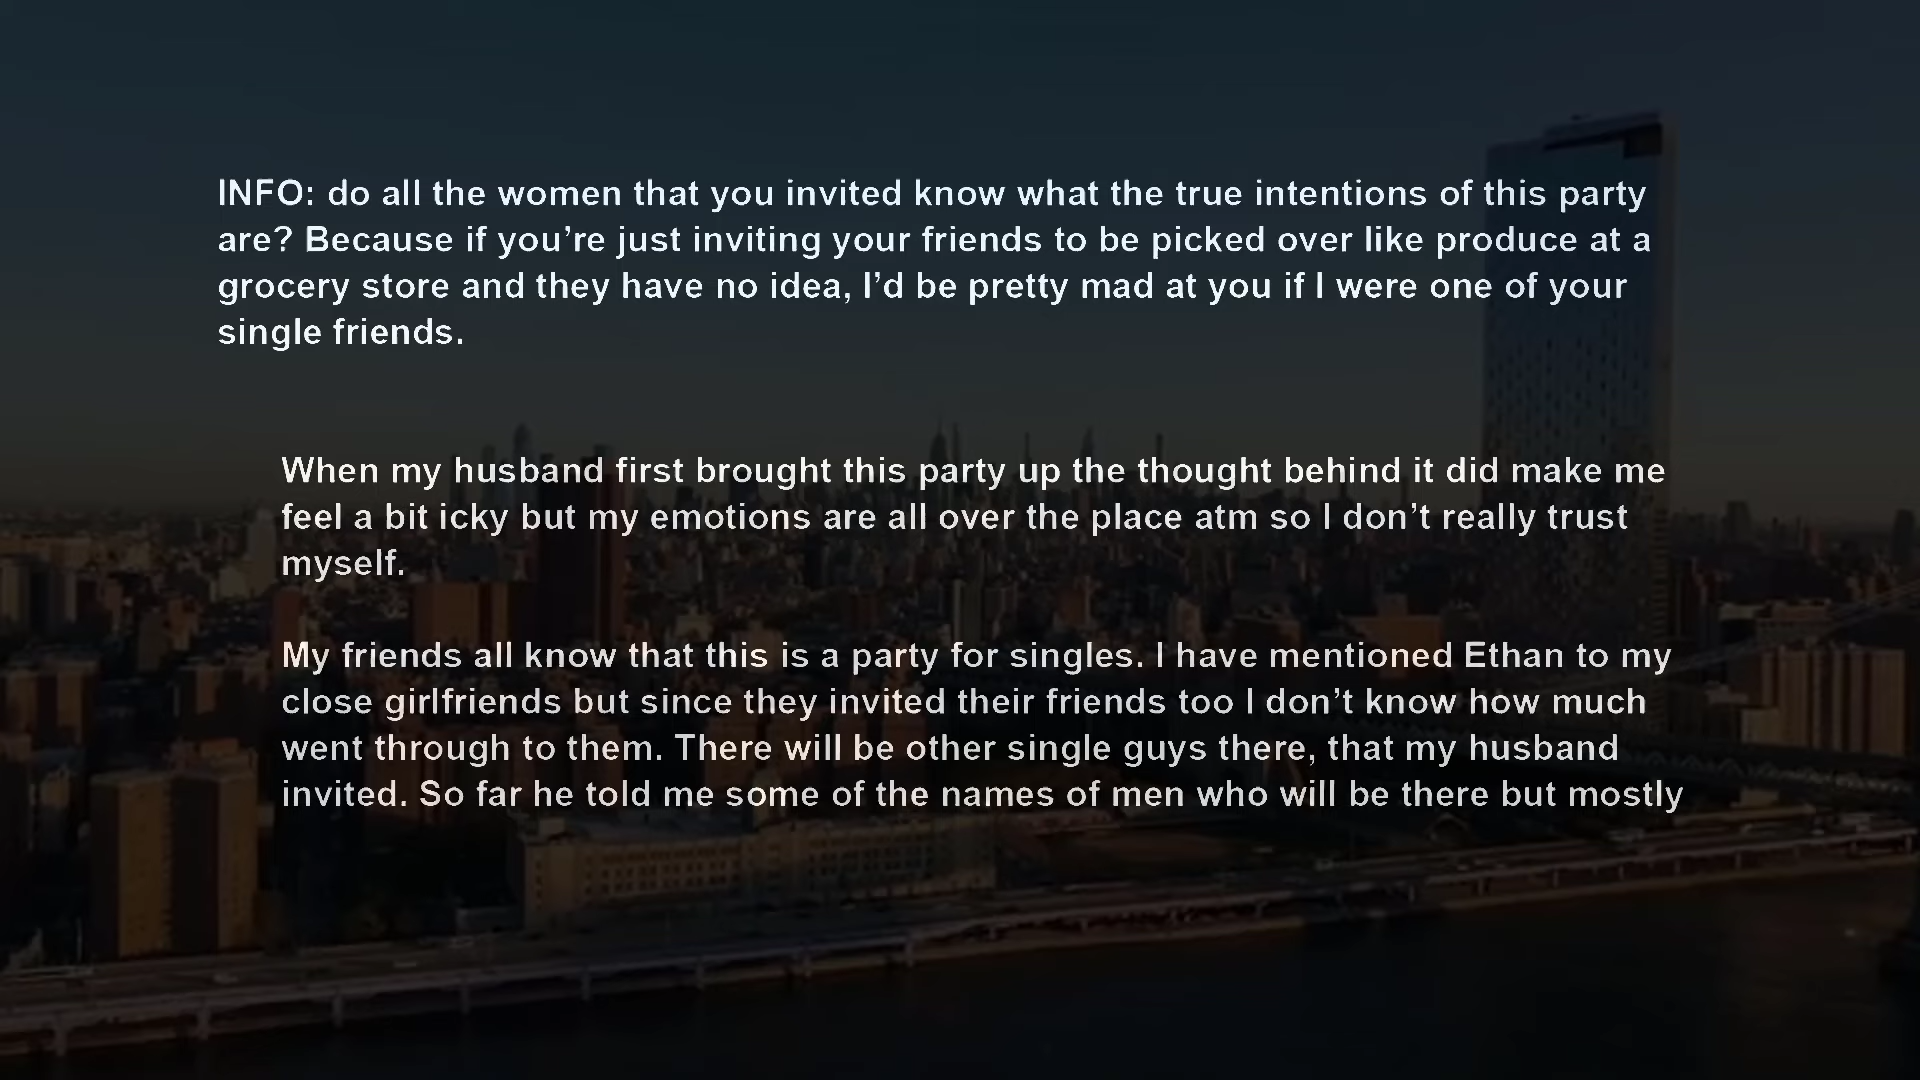 INFO: do all the women that you invited know what the true intentions of this party
are? Because if you’re just inviting your friends to be picked over like produce at a
grocery store and they have no idea, I’d be pretty mad at you if I were one of your
single friends.
When my husband first brought this party up the thought behind it did make me
feel a bit icky but my emotions are all over the place atm so I don’t really trust
myself.
My friends all know that this is a party for singles. I have mentioned Ethan to my
close girlfriends but since they invited their friends too I don’t know how much
went through to them. There will be other single guys there, that my husband
invited. So far he told me some of the names of men who will be there but mostly